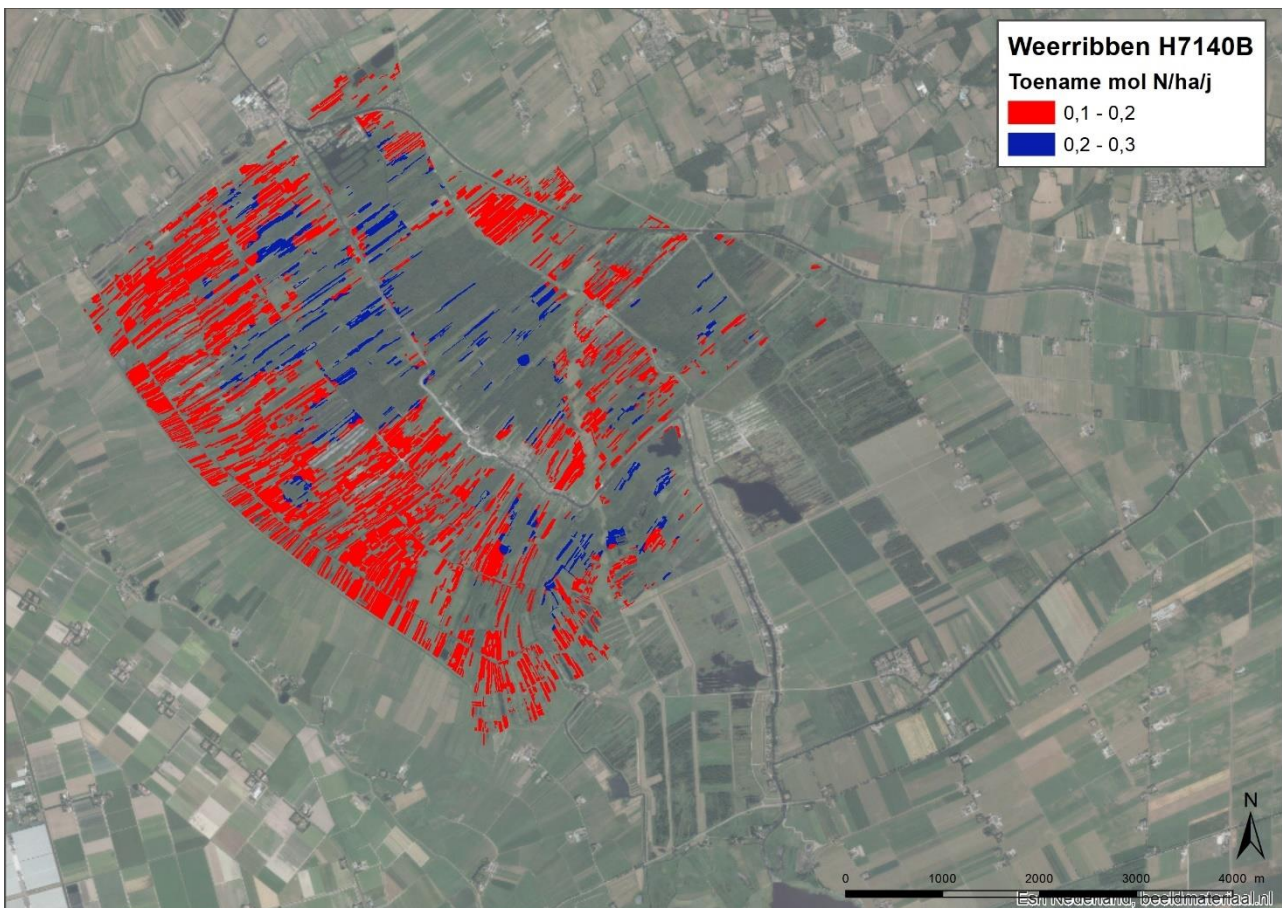 Weerribben H7140B
Toename mol N/ha/j
0,1 - 0,2
0,2 - 0,3
N
0 1000 2000 3000 4000 m
Esri Nederland, beeldmateriaal.nl